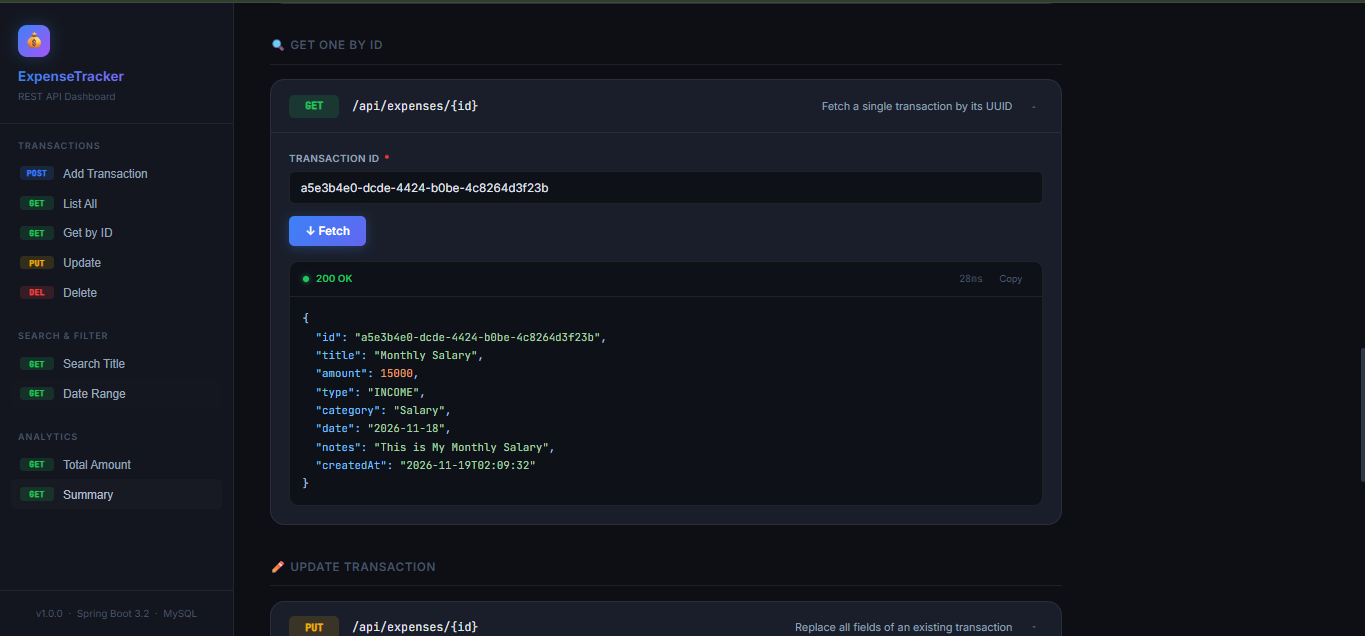 ExpenseTracker
REST API Dashboard
TRANSACTIONS
POST Add Transaction
GET List All
GET Get by ID
PUT Update
DEL Delete
SEARCH & FILTER
GET Search Title
GET Date Range
ANALYTICS
GET Total Amount
GET Summary
v1.0.0 · Spring Boot 3.2 · MySQL
GET ONE BY ID
GET /api/expenses/{id} Fetch a single transaction by its UUID -
TRANSACTION ID *
a5e3b4e0-dcde-4424-b0be-4c8264d3f23b
↓ Fetch
200 OK 28ms Copy
{
"id": "a5e3b4e0-dcde-4424-b0be-4c8264d3f23b",
"title": "Monthly Salary",
"amount": 15000,
"type": "INCOME",
"category": "Salary",
"date": "2026-11-18",
"notes": "This is My Monthly Salary",
"createdAt": "2026-11-19T02:09:32"
}
UPDATE TRANSACTION
PUT /api/expenses/{id} Replace all fields of an existing transaction -